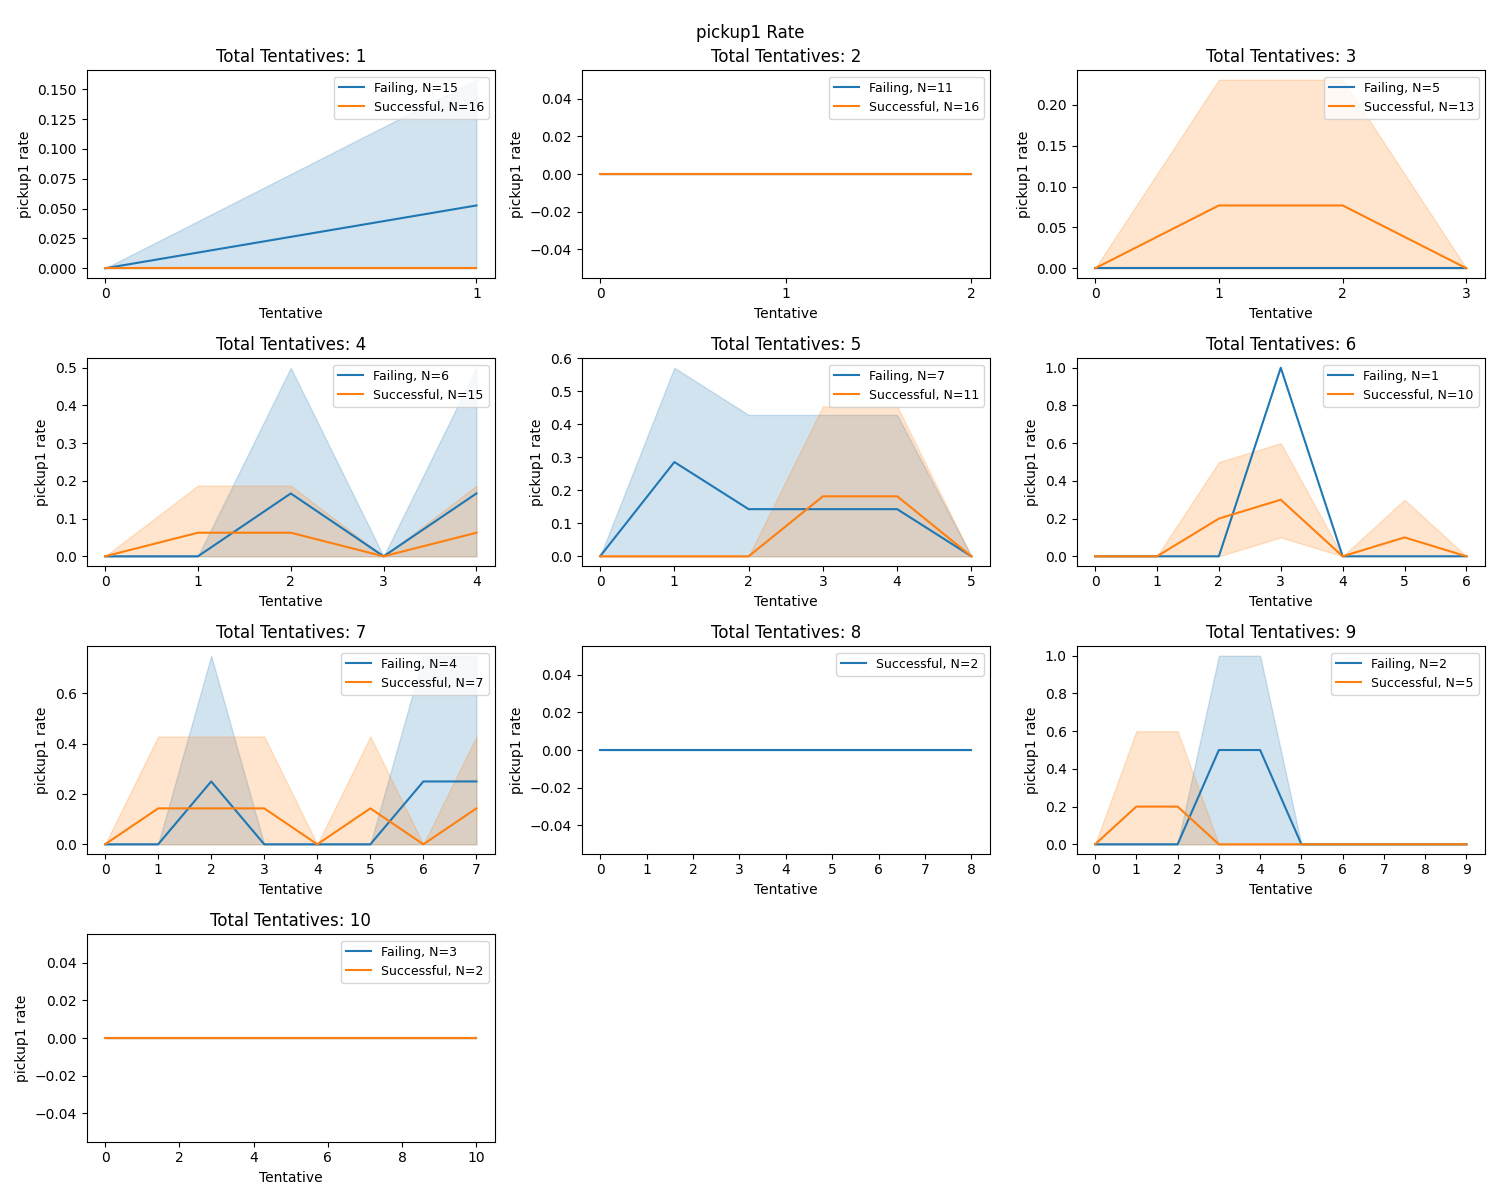 pickup1 Rate
Total Tentatives: 1
0.150
0.125
0.100
0.075
0.050
0.025
0.000
pickup1 rate
Failing, N=15
Successful, N=16
0 1
Tentative
Total Tentatives: 2
0.04
0.02
0.00
−0.02
−0.04
pickup1 rate
Failing, N=11
Successful, N=16
0 1 2
Tentative
Total Tentatives: 3
0.20
0.15
0.10
0.05
0.00
pickup1 rate
Failing, N=5
Successful, N=13
0 1 2 3
Tentative
Total Tentatives: 4
0.5
0.4
0.3
0.2
0.1
0.0
pickup1 rate
Failing, N=6
Successful, N=15
0 1 2 3 4
Tentative
Total Tentatives: 5
0.6
0.5
0.4
0.3
0.2
0.1
0.0
pickup1 rate
Failing, N=7
Successful, N=11
0 1 2 3 4 5
Tentative
Total Tentatives: 6
1.0
0.8
0.6
0.4
0.2
0.0
pickup1 rate
Failing, N=1
Successful, N=10
0 1 2 3 4 5 6
Tentative
Total Tentatives: 7
0.6
0.4
0.2
0.0
pickup1 rate
Failing, N=4
Successful, N=7
0 1 2 3 4 5 6 7
Tentative
Total Tentatives: 8
0.04
0.02
0.00
−0.02
−0.04
pickup1 rate
Successful, N=2
0 1 2 3 4 5 6 7 8
Tentative
Total Tentatives: 9
1.0
0.8
0.6
0.4
0.2
0.0
pickup1 rate
Failing, N=2
Successful, N=5
0 1 2 3 4 5 6 7 8 9
Tentative
Total Tentatives: 10
0.04
0.02
0.00
−0.02
−0.04
pickup1 rate
Failing, N=3
Successful, N=2
0 2 4 6 8 10
Tentative